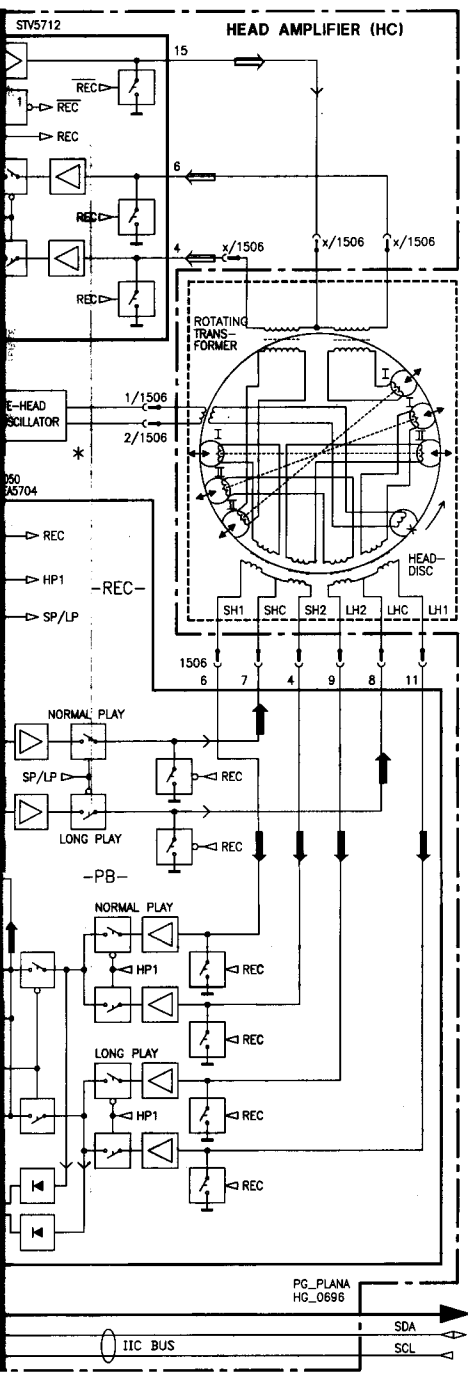 STV5712
HEAD AMPLIFIER (HC)
15
REC
1
REC
REC
6
REC
4
x/1506
x/1506
x/1506
REC
ROTATING
TRANS-
FORMER
I
I
II
1/1506
E-HEAD
SCILLATOR
2/1506
I
*
II
II
050
EA5704
*
REC
HEAD-
DISC
HP1
-REC-
SP/LP
SH1
SHC
SH2
LH2
LHC
LH1
1506
6
7
4
9
8
11
NORMAL PLAY
SP/LP
REC
LONG PLAY
REC
-PB-
NORMAL PLAY
HP1
REC
REC
LONG PLAY
HP1
REC
REC
PG_PLANA
HG_0696
SDA
IIC BUS
SCL